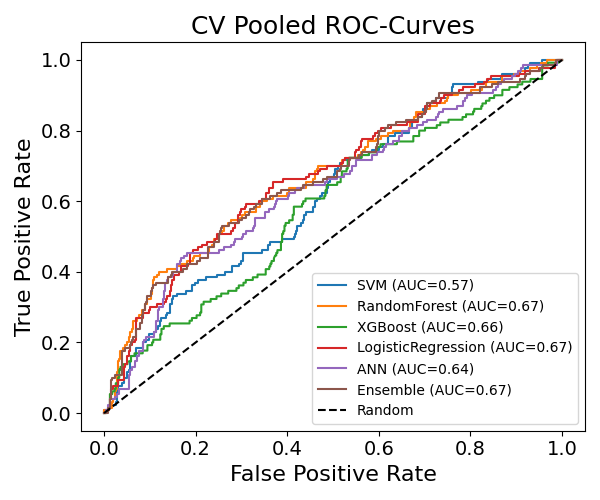 CV Pooled ROC-Curves
True Positive Rate
1.0
0.8
0.6
0.4
0.2
0.0
SVM (AUC=0.57)
RandomForest (AUC=0.67)
XGBoost (AUC=0.66)
LogisticRegression (AUC=0.67)
ANN (AUC=0.64)
Ensemble (AUC=0.67)
Random
0.0 0.2 0.4 0.6 0.8 1.0
False Positive Rate